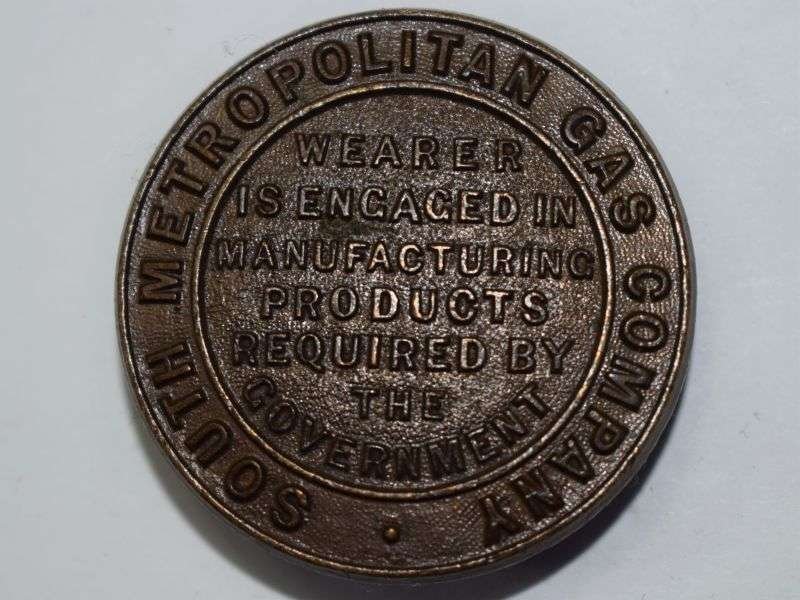 SOUTH METROPOLITAN GAS COMPANY
WEARER
IS ENGAGED IN
MANUFACTURING
PRODUCTS
REQUIRED BY
THE
GOVERNMENT